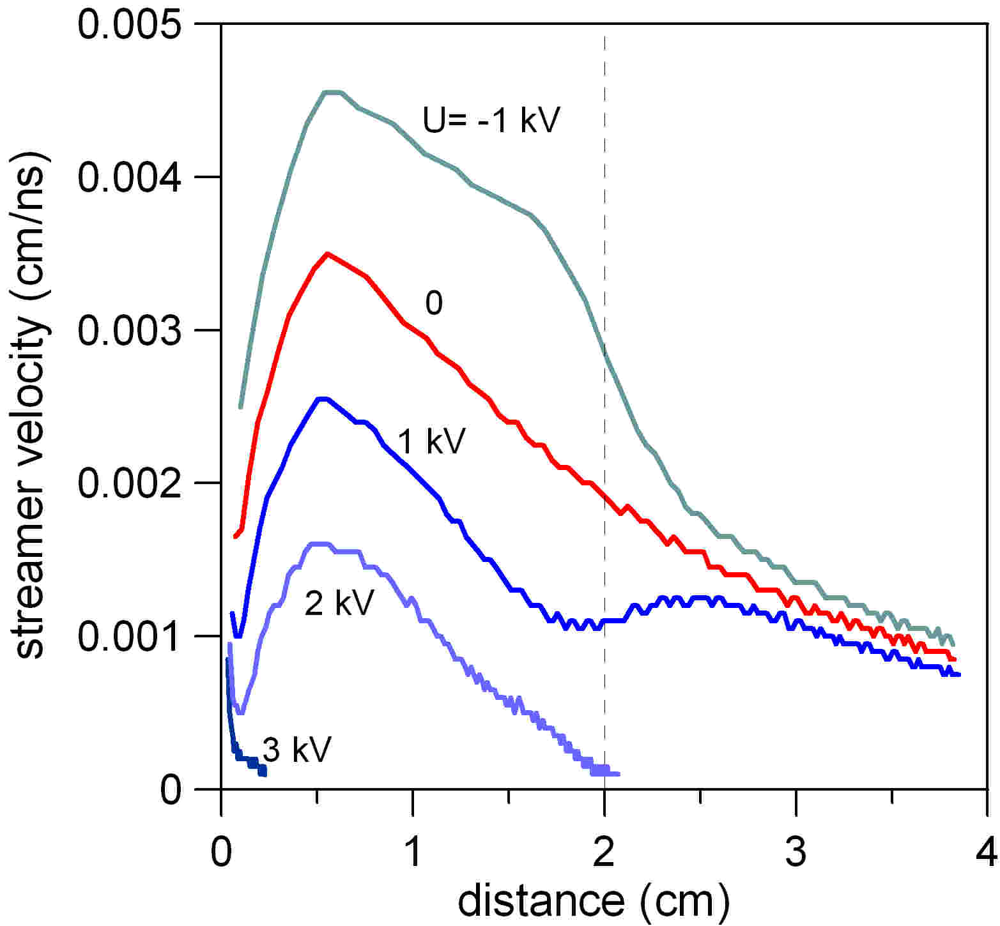 0.005
0.004
0.003
0.002
0.001
0
streamer velocity (cm/ns)
U= -1 kV
0
1 kV
2 kV
3 kV
0 1 2 3 4
distance (cm)